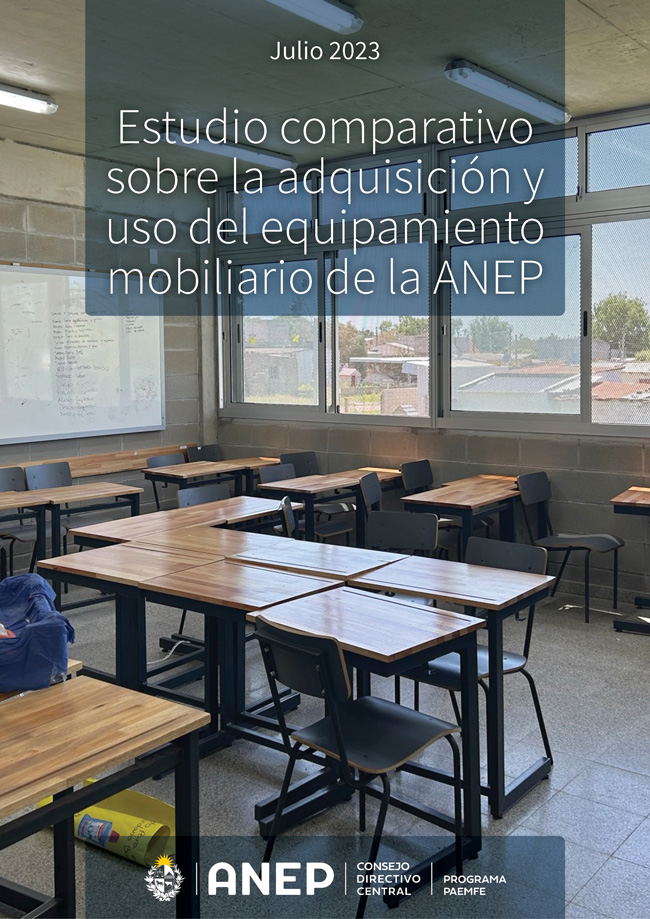 Julio 2023
Estudio comparativo
sobre la adquisición y
uso del equipamiento
mobiliario de la ANEP
ANEP
CONSEJO
DIRECTIVO
CENTRAL
PROGRAMA
PAEMFE